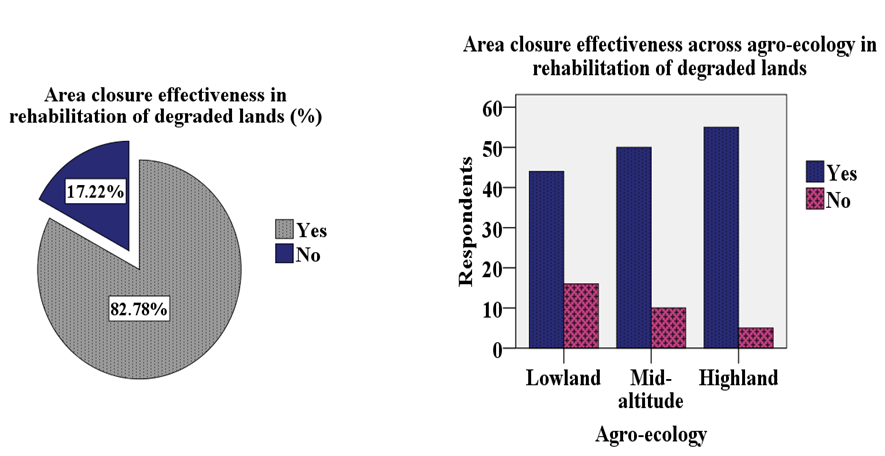 Area closure effectiveness in
rehabilitation of degraded lands (%)
17.22%
82.78%
Yes
No
Area closure effectiveness across agro-ecology in
rehabilitation of degraded lands
Respondents
60
50
40
30
20
10
0
Lowland
Mid-
altitude
Highland
Agro-ecology
Yes
No